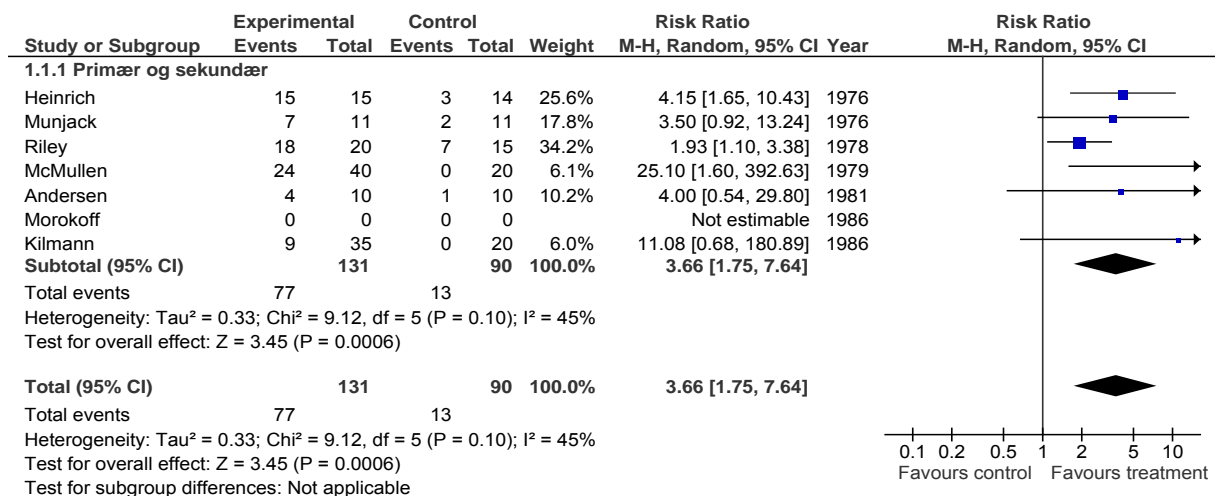 Experimental Control Risk Ratio Risk Ratio
Study or Subgroup Events Total Events Total Weight M-H, Random, 95% CI Year M-H, Random, 95% CI
1.1.1 Primær og sekundær
Heinrich 15 15 3 14 25.6% 4.15 [1.65, 10.43] 1976
Munjack 7 11 2 11 17.8% 3.50 [0.92, 13.24] 1976
Riley 18 20 7 15 34.2% 1.93 [1.10, 3.38] 1978
McMullen 24 40 0 20 6.1% 25.10 [1.60, 392.63] 1979
Andersen 4 10 1 10 10.2% 4.00 [0.54, 29.80] 1981
Morokoff 0 0 0 0 Not estimable 1986
Kilmann 9 35 0 20 6.0% 11.08 [0.68, 180.89] 1986
Subtotal (95% CI) 131 90 100.0% 3.66 [1.75, 7.64]
Total events 77 13
Heterogeneity: Tau² = 0.33; Chi² = 9.12, df = 5 (P = 0.10); I² = 45%
Test for overall effect: Z = 3.45 (P = 0.0006)
Total (95% CI) 131 90 100.0% 3.66 [1.75, 7.64]
Total events 77 13
Heterogeneity: Tau² = 0.33; Chi² = 9.12, df = 5 (P = 0.10); I² = 45%
Test for overall effect: Z = 3.45 (P = 0.0006)
Test for subgroup differences: Not applicable
0.1 0.2 0.5 1 2 5 10
Favours control Favours treatment